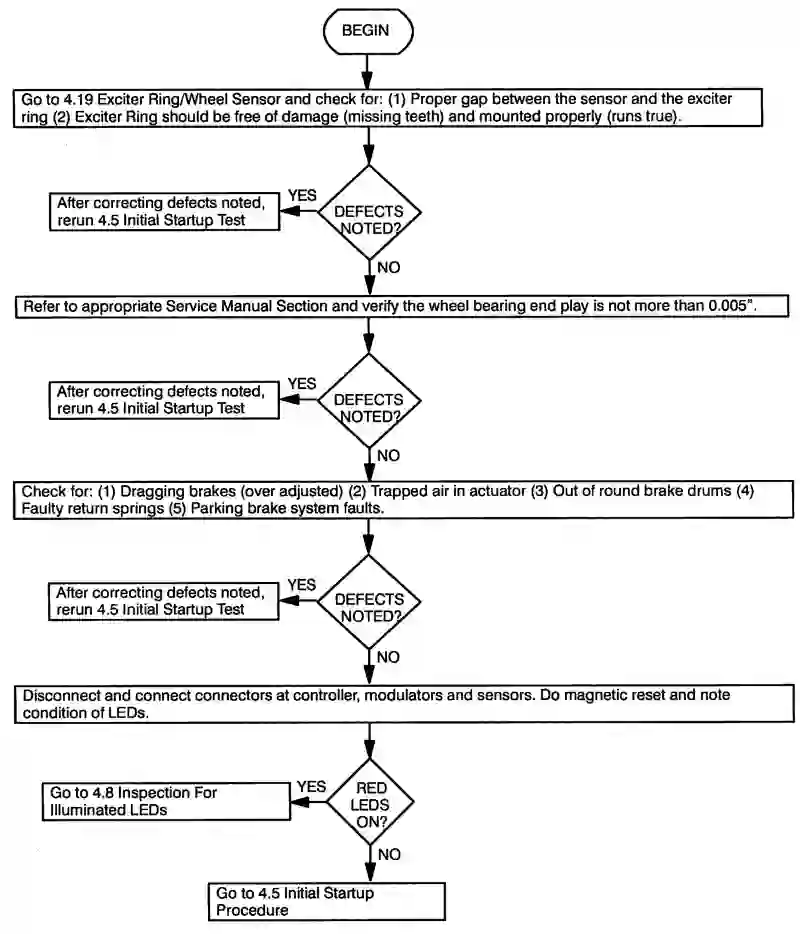 BEGIN
Go to 4.19 Exciter Ring/Wheel Sensor and check for: (1) Proper gap between the sensor and the exciter
ring (2) Exciter Ring should be free of damage (missing teeth) and mounted properly (runs true).
After correcting defects noted,
rerun 4.5 Initial Startup Test
YES
DEFECTS
NOTED?
NO
Refer to appropriate Service Manual Section and verify the wheel bearing end play is not more than 0.005".
After correcting defects noted,
rerun 4.5 Initial Startup Test
YES
DEFECTS
NOTED?
NO
Check for: (1) Dragging brakes (over adjusted) (2) Trapped air in actuator (3) Out of round brake drums (4)
Faulty return springs (5) Parking brake system faults.
After correcting defects noted,
rerun 4.5 Initial Startup Test
YES
DEFECTS
NOTED?
NO
Disconnect and connect connectors at controller, modulators and sensors. Do magnetic reset and note
condition of LEDs.
Go to 4.8 Inspection For
Illuminated LEDs
YES
RED
LEDS
ON?
NO
Go to 4.5 Initial Startup
Procedure